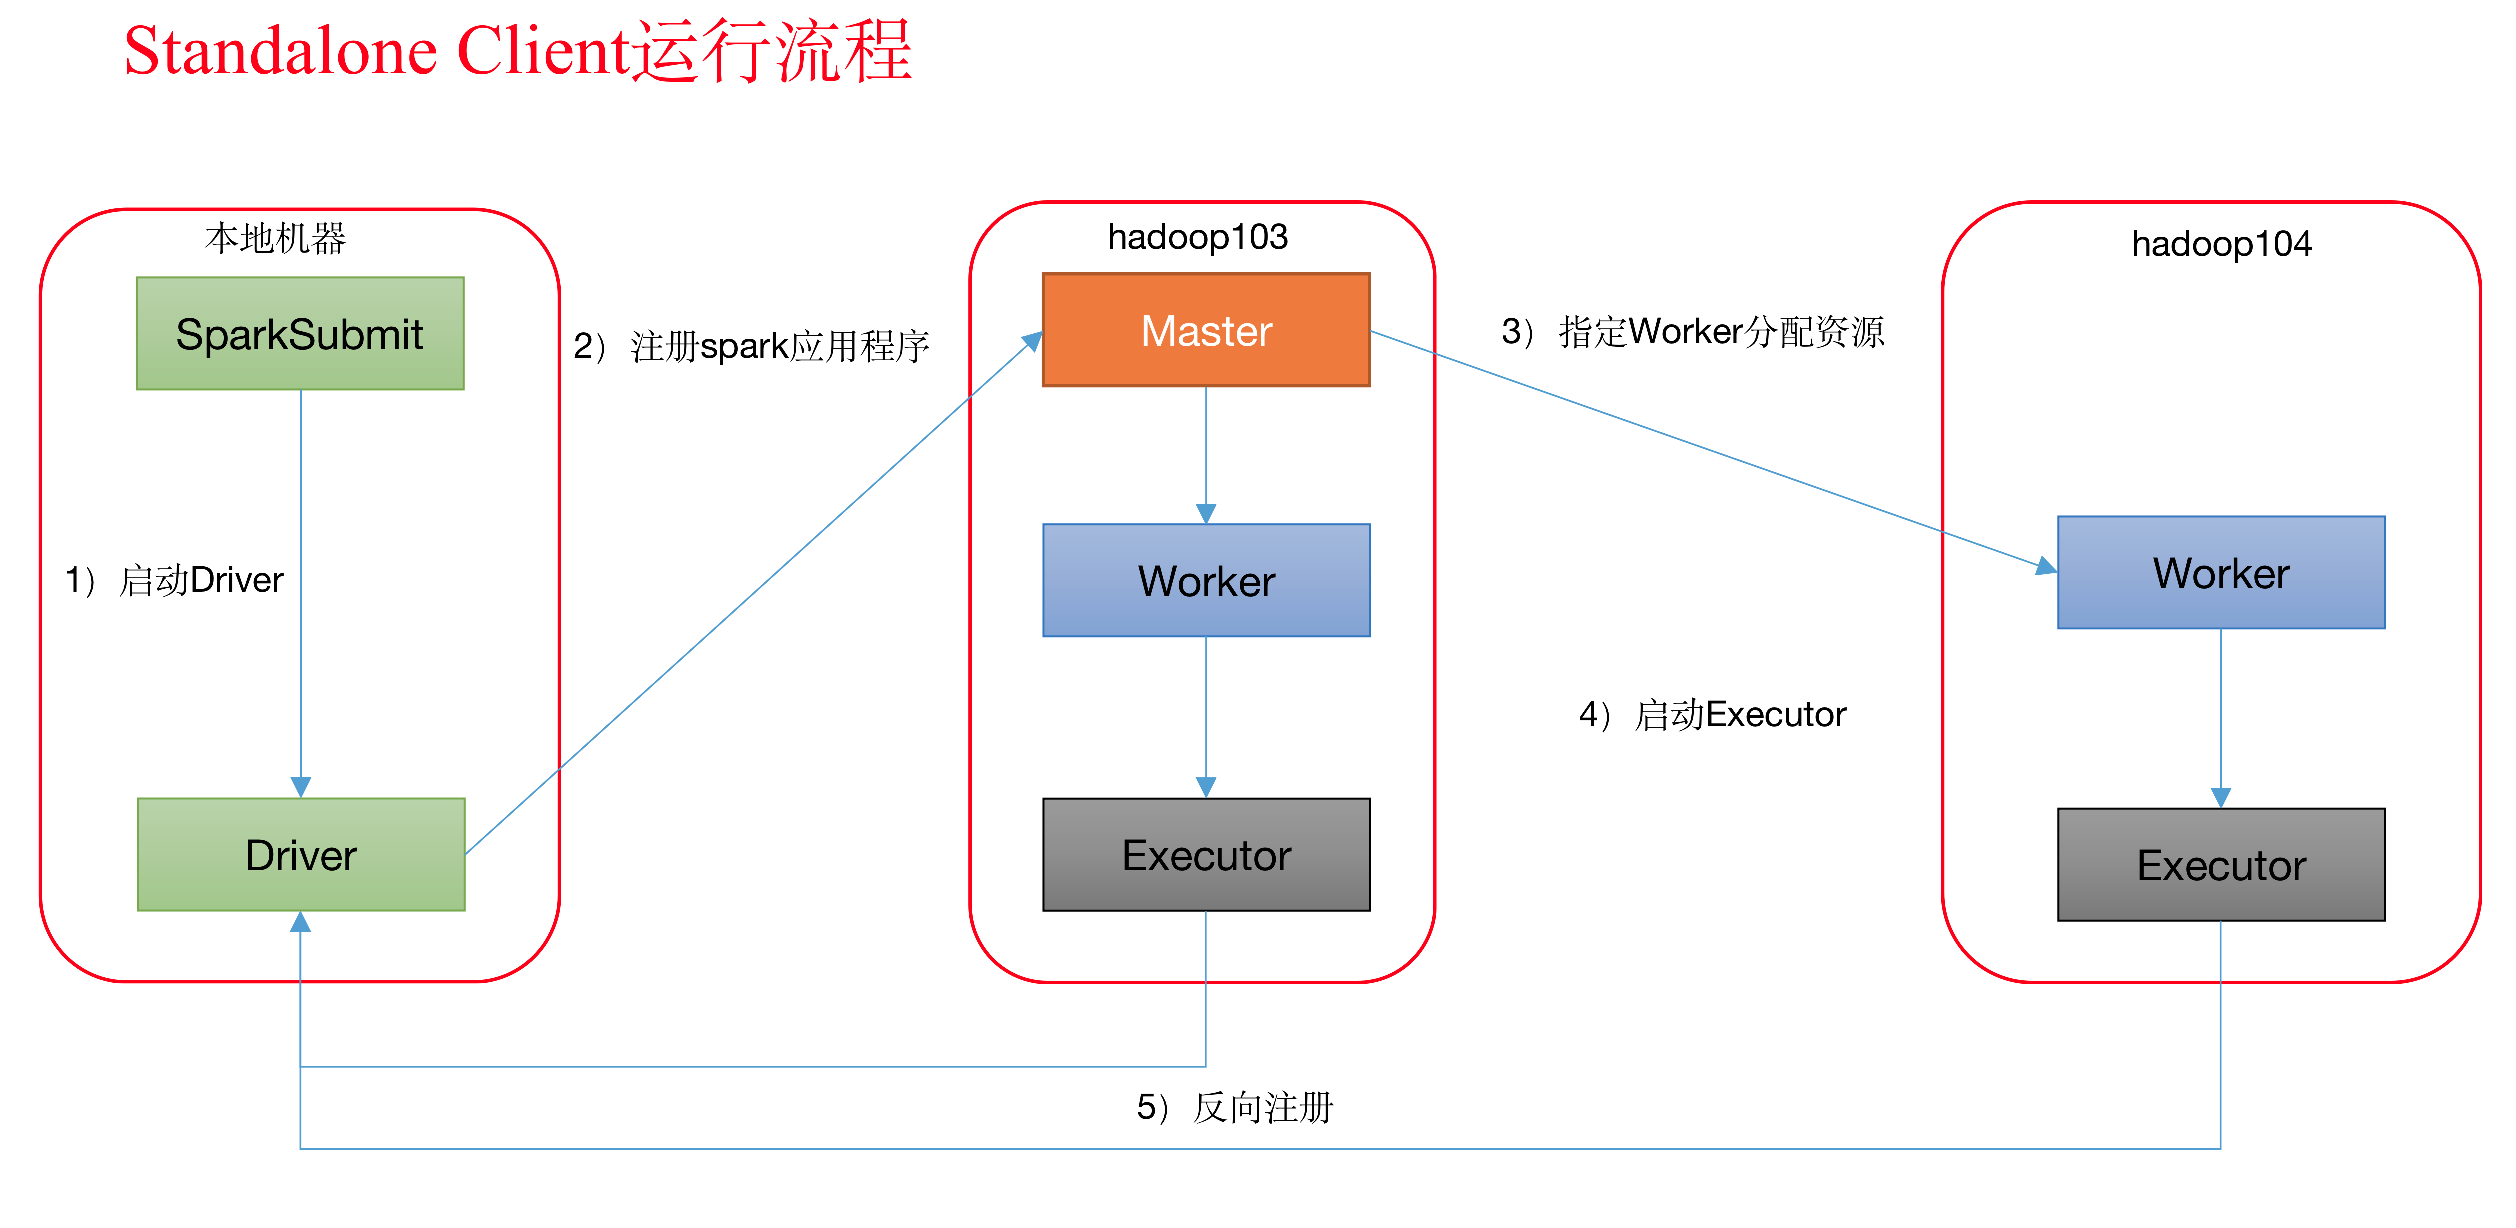 Standalone Client运行流程
本地机器
SparkSubmit
1） 启动Driver
Driver
2） 注册spark应用程序
hadoop103
Master
Worker
Executor
3） 指定Worker分配资源
4） 启动Executor
hadoop104
Worker
Executor
5） 反向注册